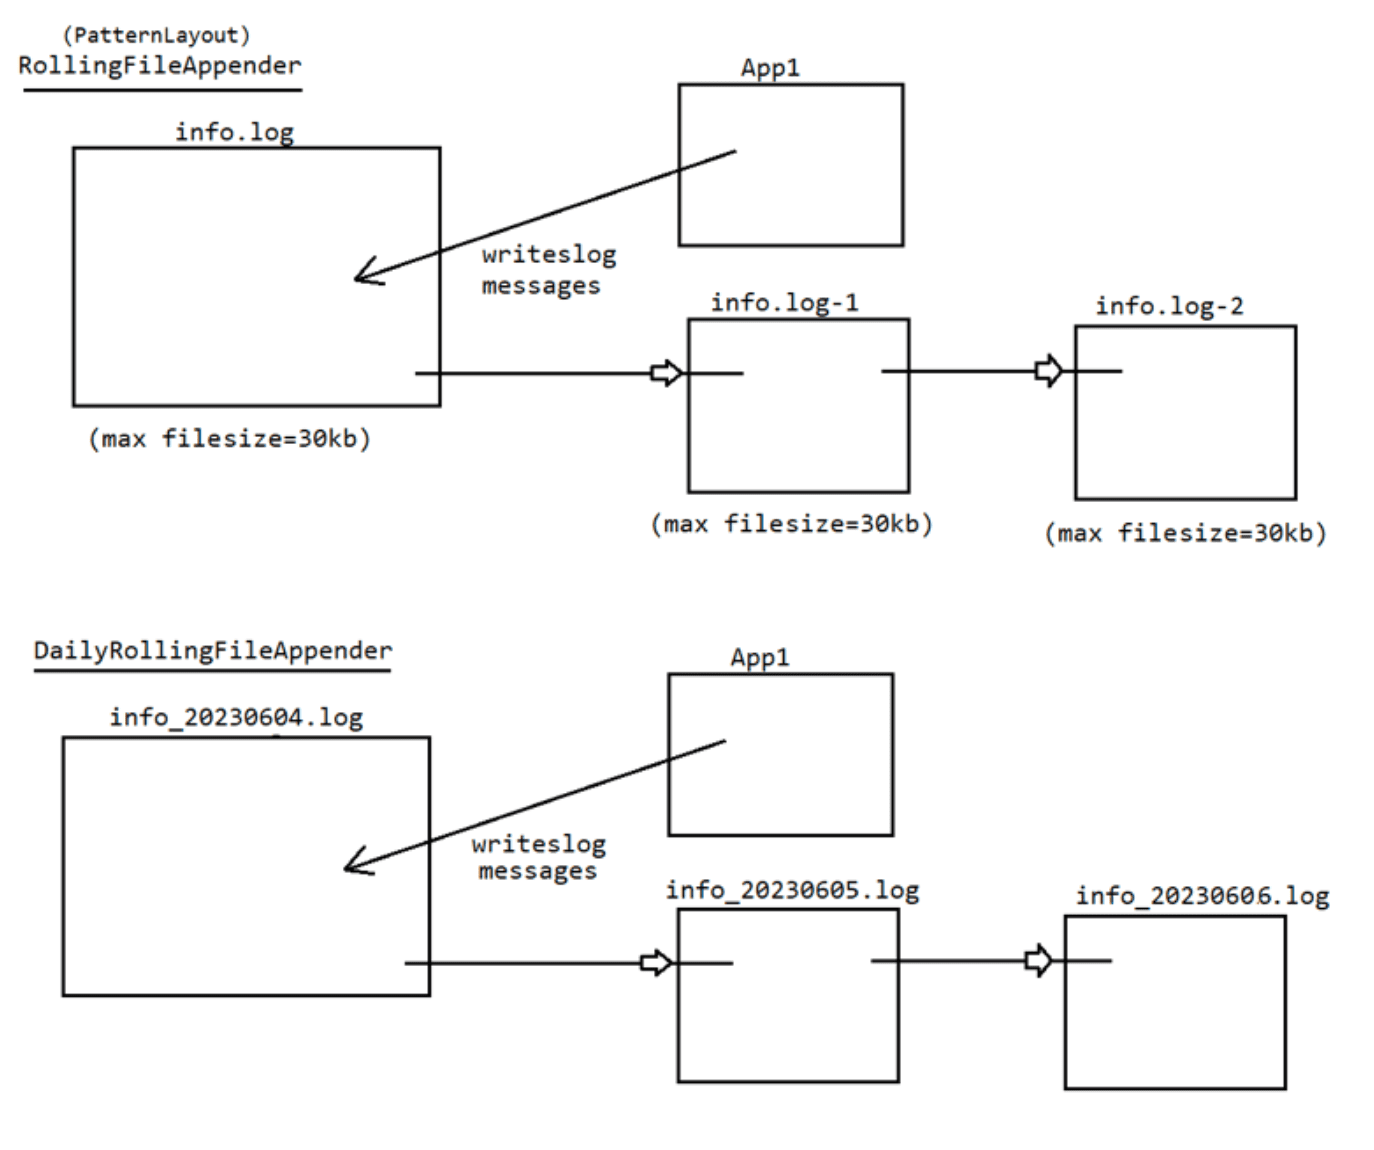 (PatternLayout)
RollingFileAppender
App1
info.log
writeslog
messages
info.log-1
info.log-2
(max filesize=30kb)
(max filesize=30kb)
(max filesize=30kb)
DailyRollingFileAppender
App1
info_20230604.log
writeslog
messages
info_20230605.log
info_20230606.log